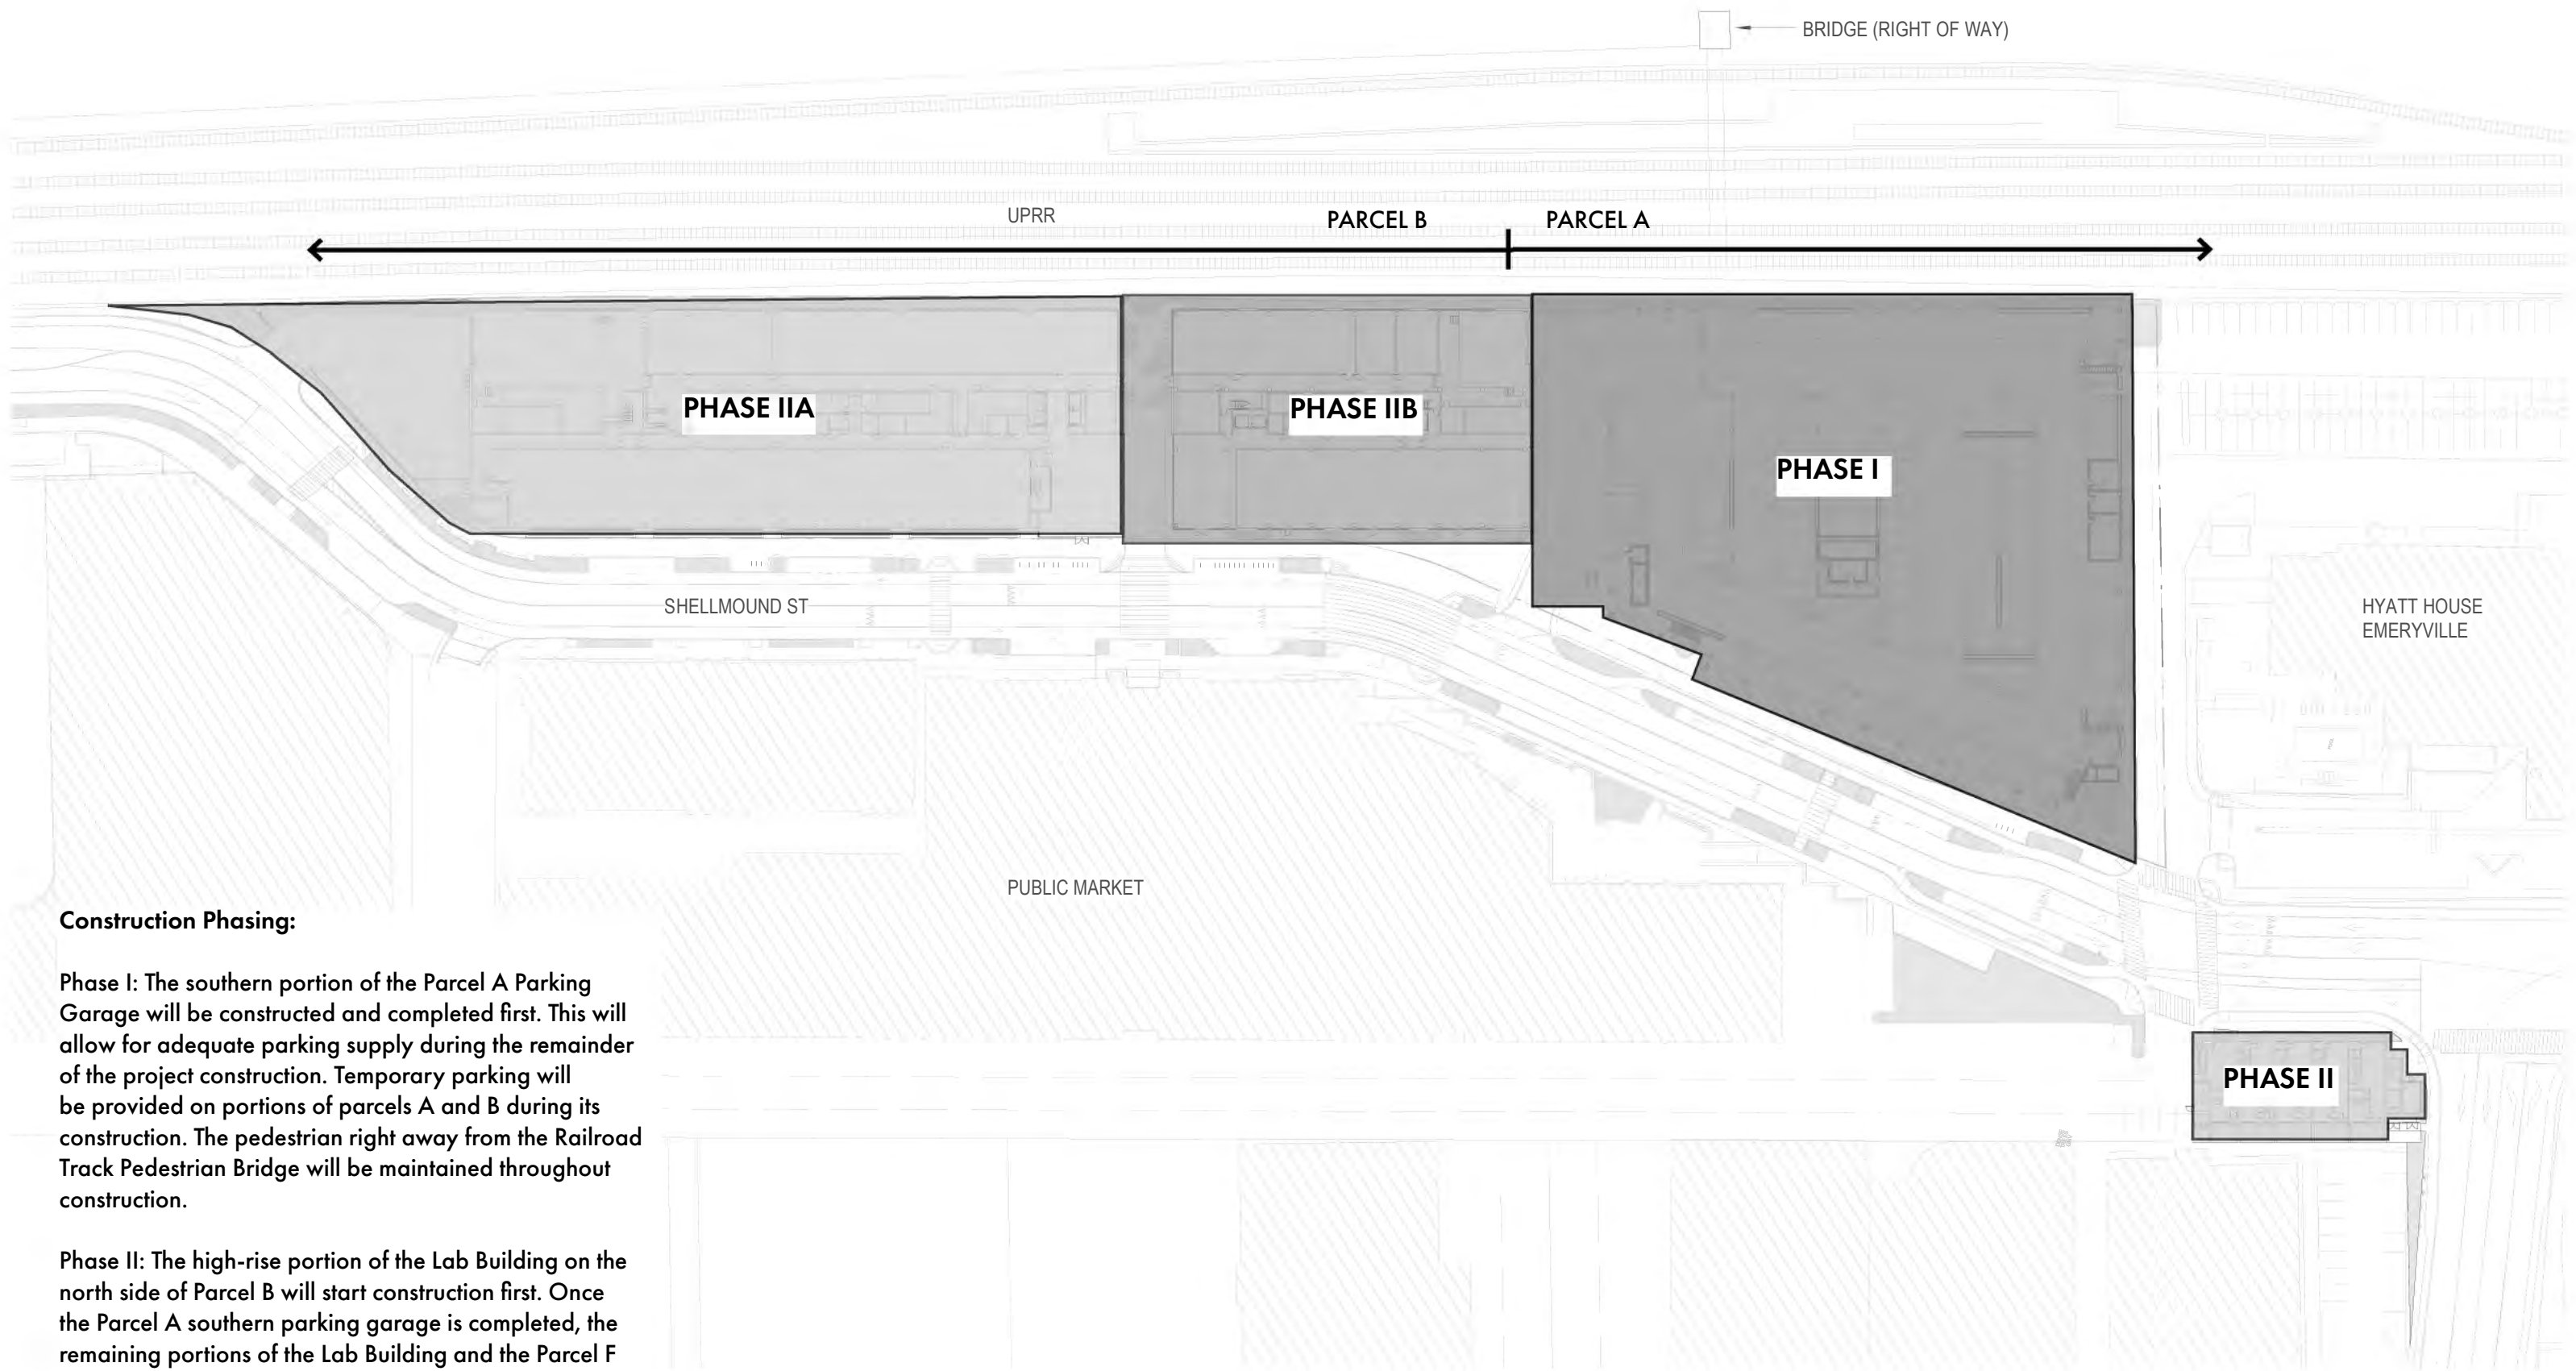 BRIDGE (RIGHT OF WAY)
UPRR
PARCEL B
PARCEL A
PHASE IIA
PHASE IIB
PHASE I
SHELLMOUND ST
HYATT HOUSE
EMERYVILLE
PUBLIC MARKET
PHASE II
Construction Phasing:
Phase I: The southern portion of the Parcel A Parking
Garage will be constructed and completed first. This will
allow for adequate parking supply during the remainder
of the project construction. Temporary parking will
be provided on portions of parcels A and B during its
construction. The pedestrian right away from the Railroad
Track Pedestrian Bridge will be maintained throughout
construction.
Phase II: The high-rise portion of the Lab Building on the
north side of Parcel B will start construction first. Once
the Parcel A southern parking garage is completed, the
remaining portions of the Lab Building and the Parcel F